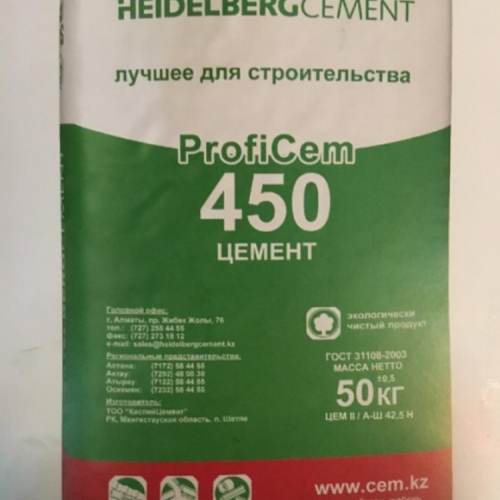 HEIDELBERGCEMENT
лучшее для строительства
ProfiCem
450
ЦЕМЕНТ
Головной офис:
г. Алматы, пр. Жибек Жолы, 76
тел.: (727) 258 44 55
факс: (727) 273 15 12
e-mail: sales@heidelbergcement.kz
Региональные представительства:
Астана: (7172) 58 44 55
Актау: (7292) 48 00 38
Атырау: (7122) 58 44 55
Оскемен: (7232) 58 44 55
Изготовитель:
ТОО "КаспийЦемент"
РК, Мангистауская область, п. Шетпе
экологически
чистый продукт
ГОСТ 31108-2003
МАССА НЕТТО
±0,5
50 КГ
ЦЕМ II / А-Ш 42,5 Н
www.cem.kz